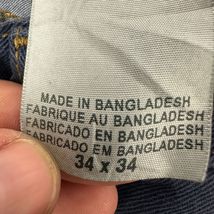 MADE IN BANGLADESH
FABRIQUE AU BANGLADESH
FABRICADO EN BANGLADESH
FABRICADO EM BANGLADESH
34 x 34